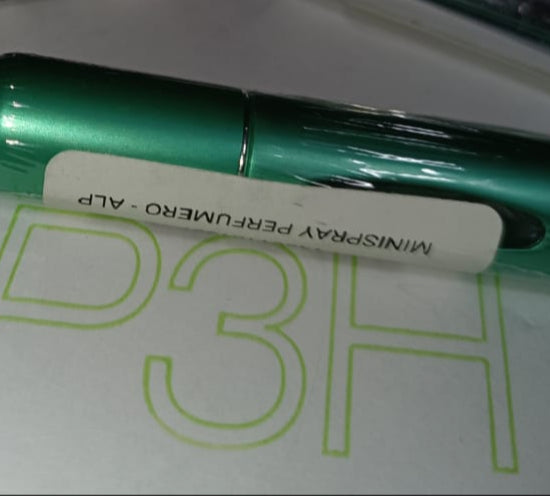 MINISPRAY PERFUMERO - ALP
P3H